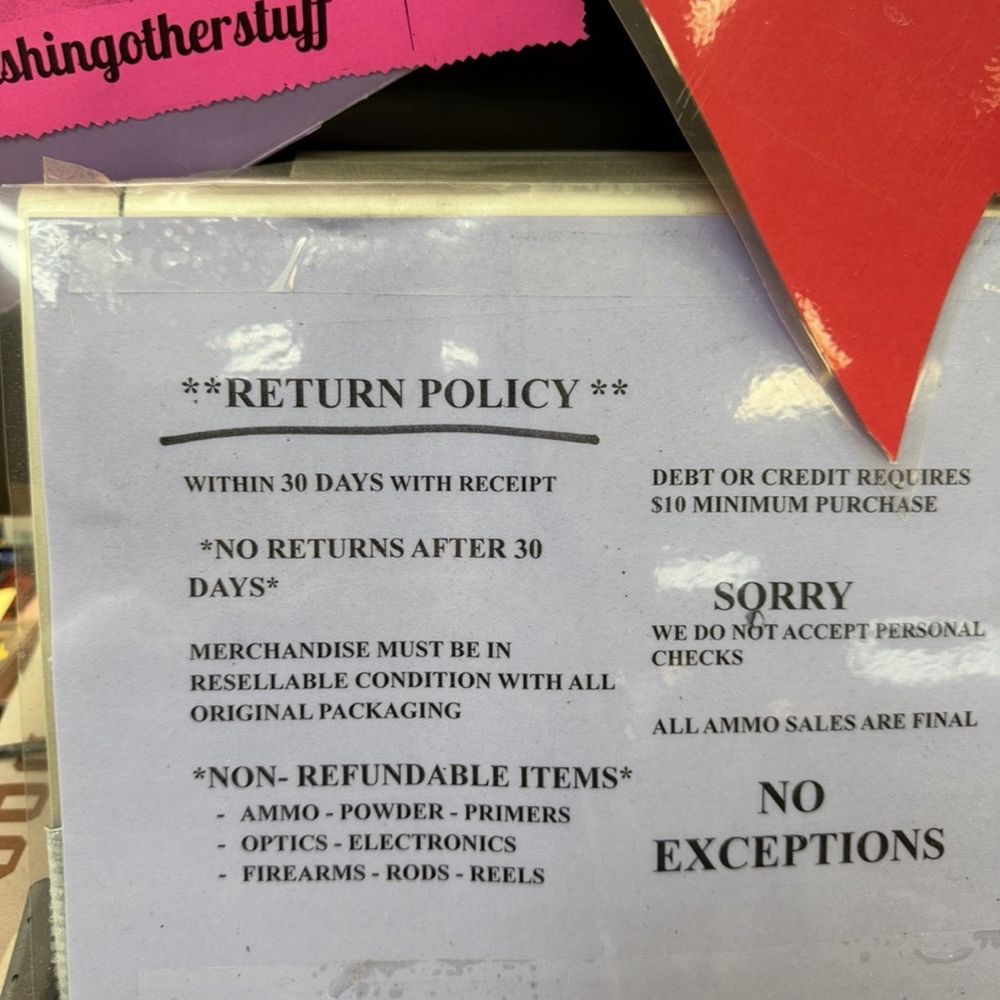 shingotherstuff
**RETURN POLICY **
WITHIN 30 DAYS WITH RECEIPT
*NO RETURNS AFTER 30
DAYS*
MERCHANDISE MUST BE IN
RESELLABLE CONDITION WITH ALL
ORIGINAL PACKAGING
*NON- REFUNDABLE ITEMS*
- AMMO - POWDER - PRIMERS
- OPTICS - ELECTRONICS
- FIREARMS - RODS - REELS
DEBT OR CREDIT REQUIRES
$10 MINIMUM PURCHASE
SORRY
WE DO NOT ACCEPT PERSONAL
CHECKS
ALL AMMO SALES ARE FINAL
NO
EXCEPTIONS